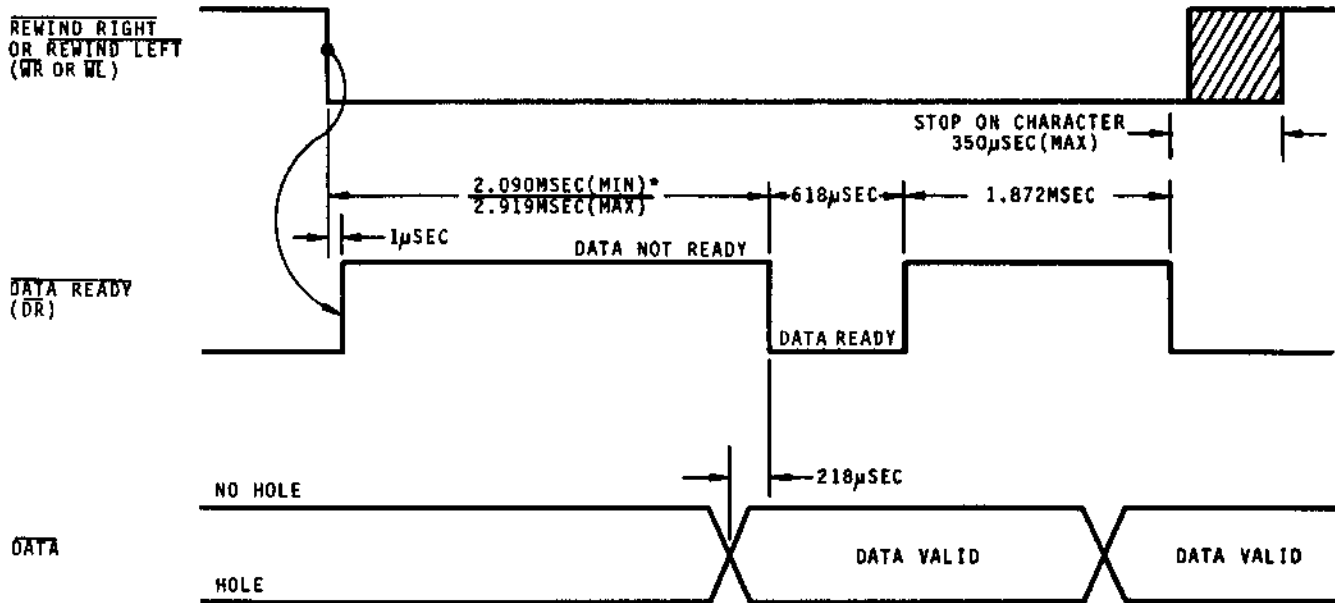 REWIND RIGHT
OR REWIND LEFT
(WR OR WL)
STOP ON CHARACTER
350µSEC(MAX)
2.090MSEC(MIN)*
2.919MSEC(MAX)
618µSEC
1.872MSEC
1µSEC
DATA NOT READY
DATA READY
(DR)
DATA READY
218µSEC
NO HOLE
DATA
DATA VALID
DATA VALID
HOLE